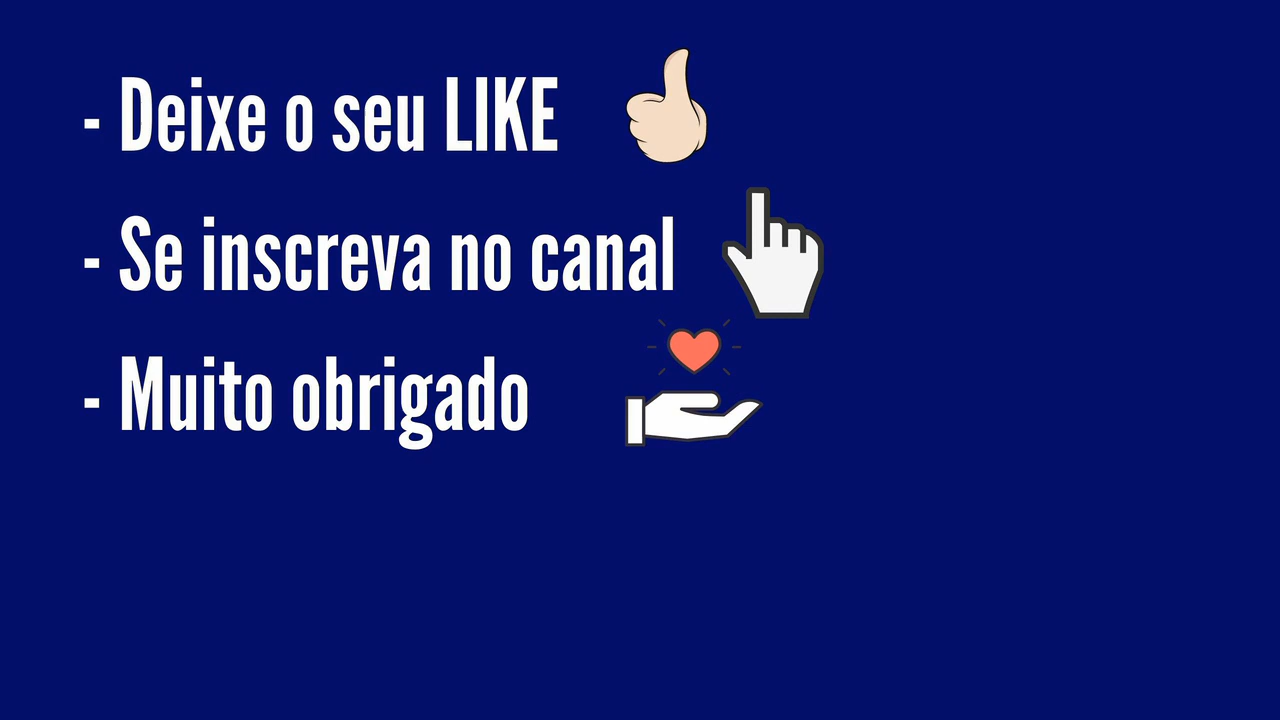 - Deixe o seu LIKE
- Se inscreva no canal
- Muito obrigado